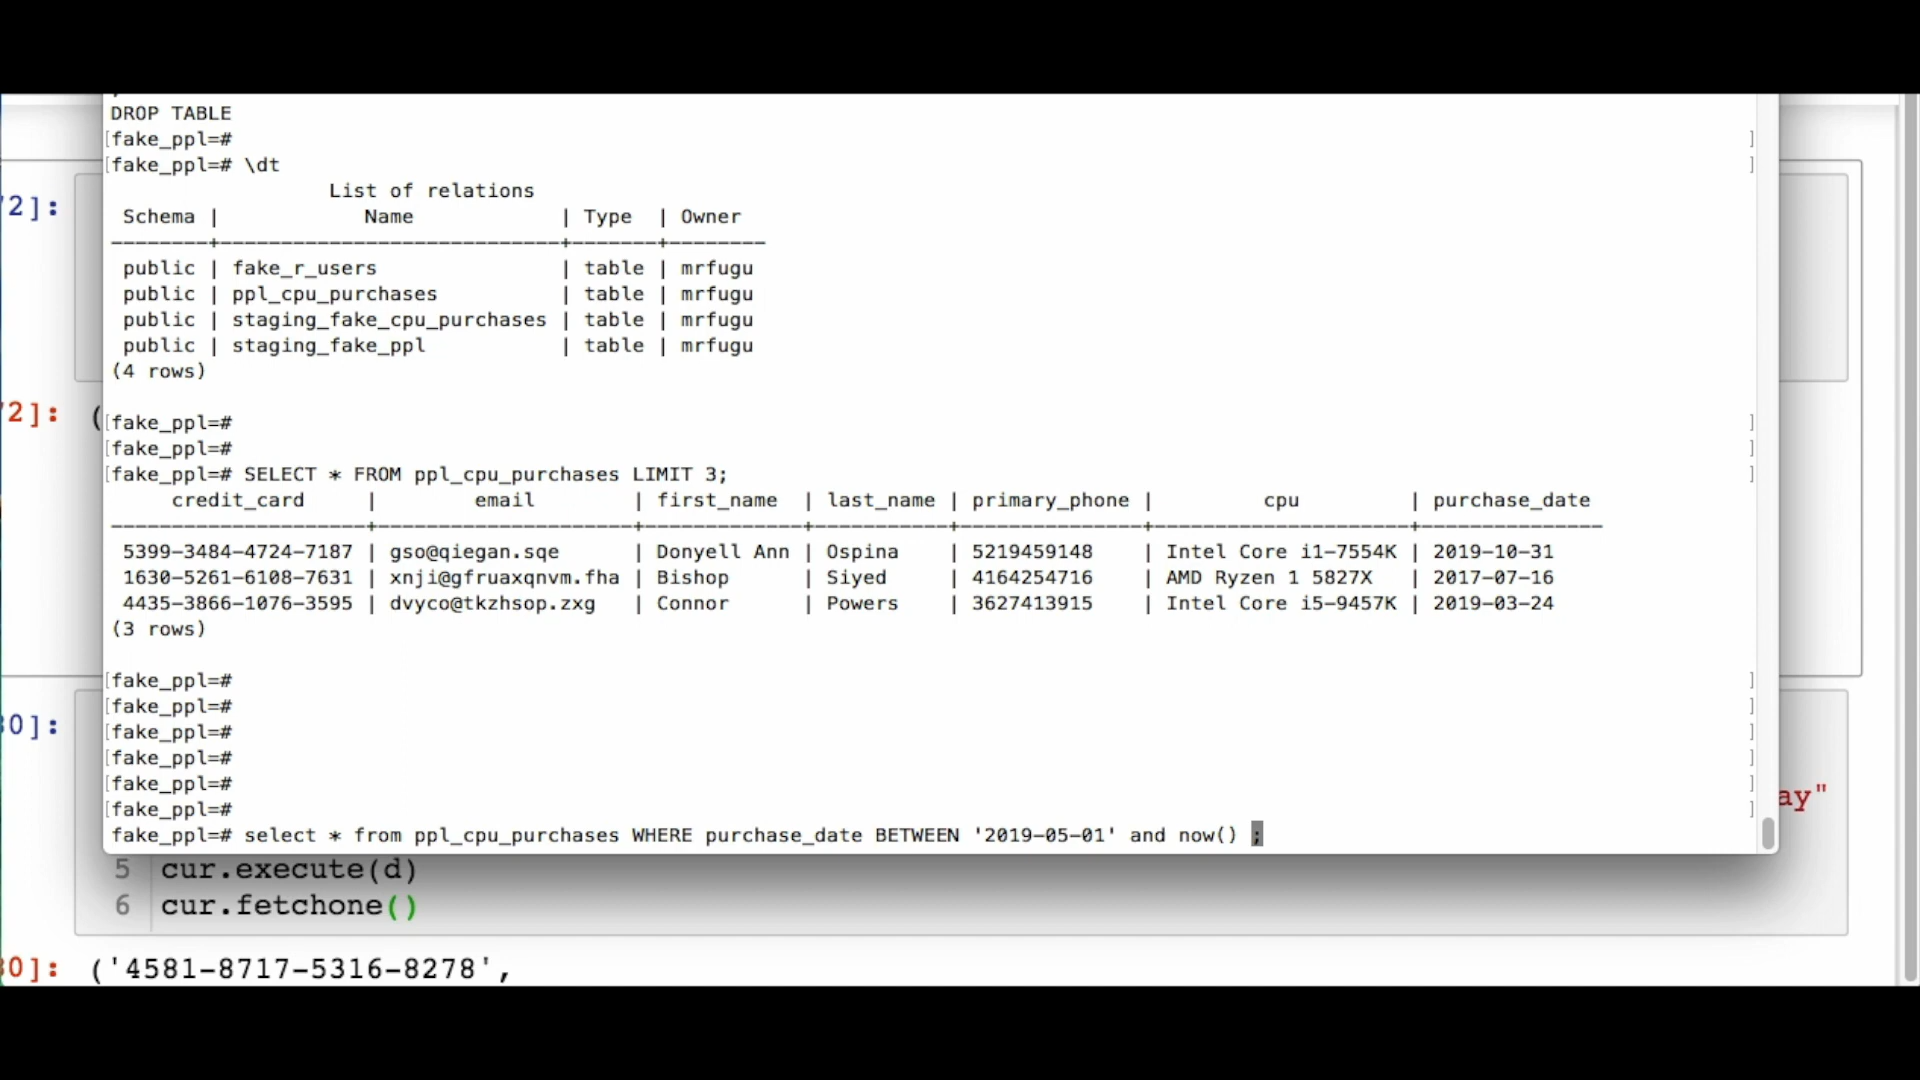 DROP TABLE
[fake_ppl=# ]
[fake_ppl=# \dt ]
List of relations
Schema | Name | Type | Owner
--------+----------------------------+-------+--------
public | fake_r_users | table | mrfugu
public | ppl_cpu_purchases | table | mrfugu
public | staging_fake_cpu_purchases | table | mrfugu
public | staging_fake_ppl | table | mrfugu
(4 rows)
[fake_ppl=# ]
[fake_ppl=# ]
[fake_ppl=# SELECT * FROM ppl_cpu_purchases LIMIT 3; ]
credit_card | email | first_name | last_name | primary_phone | cpu | purchase_date
---------------------+---------------------+-------------+-----------+---------------+---------------------+---------------
5399-3484-4724-7187 | gso@qiegan.sqe | Donyell Ann | Ospina | 5219459148 | Intel Core i1-7554K | 2019-10-31
1630-5261-6108-7631 | xnji@gfruaxqnvm.fha | Bishop | Siyed | 4164254716 | AMD Ryzen 1 5827X | 2017-07-16
4435-3866-1076-3595 | dvyco@tkzhsop.zxg | Connor | Powers | 3627413915 | Intel Core i5-9457K | 2019-03-24
(3 rows)
[fake_ppl=# ]
[fake_ppl=# ]
[fake_ppl=# ]
[fake_ppl=# ]
[fake_ppl=# ]
[fake_ppl=# ]
fake_ppl=# select * from ppl_cpu_purchases WHERE purchase_date BETWEEN '2019-05-01' and now() ;
2]:
2]: (
0]:
ay"
5 cur.execute(d)
6 cur.fetchone()
0]: ('4581-8717-5316-8278',